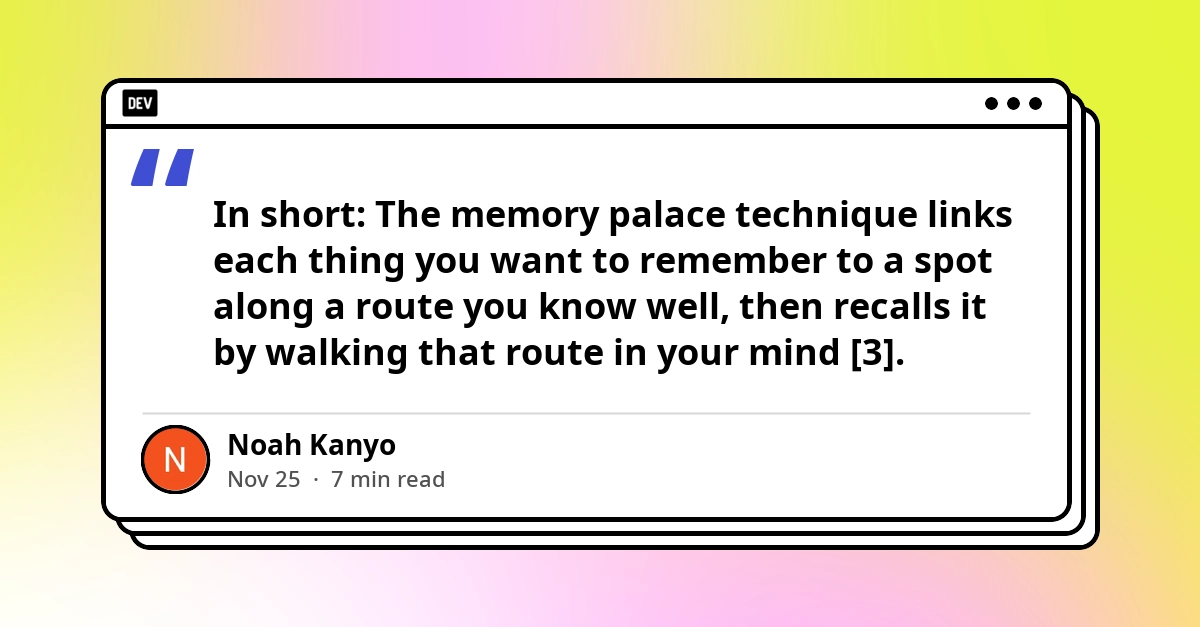 DEV
In short: The memory palace technique links
each thing you want to remember to a spot
along a route you know well, then recalls it
by walking that route in your mind [3].
N
Noah Kanyo
Nov 25 · 7 min read